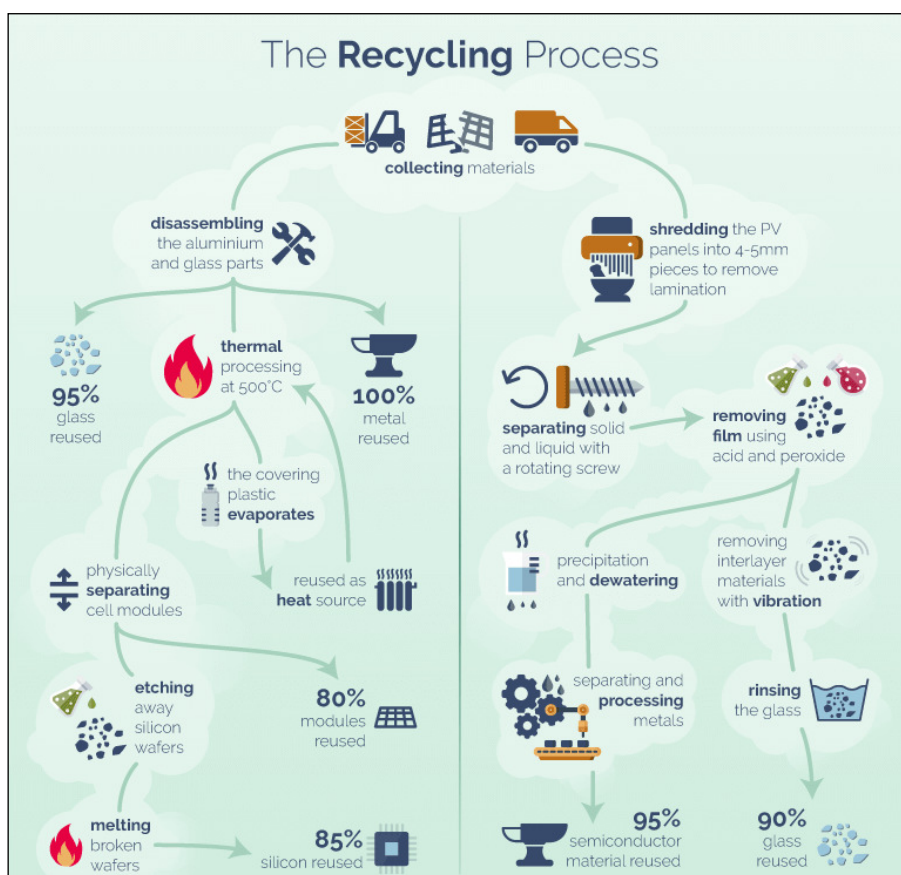 The Recycling Process
collecting materials
disassembling
the aluminium
and glass parts
95%
glass
reused
thermal
processing
at 500°C
100%
metal
reused
the covering
plastic
evaporates
reused as
heat source
physically
separating
cell modules
80%
modules
reused
etching
away
silicon
wafers
melting
broken
wafers
85%
silicon reused
shredding the PV
panels into 4-5mm
pieces to remove
lamination
separating solid
and liquid with
a rotating screw
removing
film using
acid and peroxide
precipitation
and dewatering
separating and
processing
metals
95%
semiconductor
material reused
removing
interlayer
materials
with vibration
rinsing
the glass
90%
glass
reused